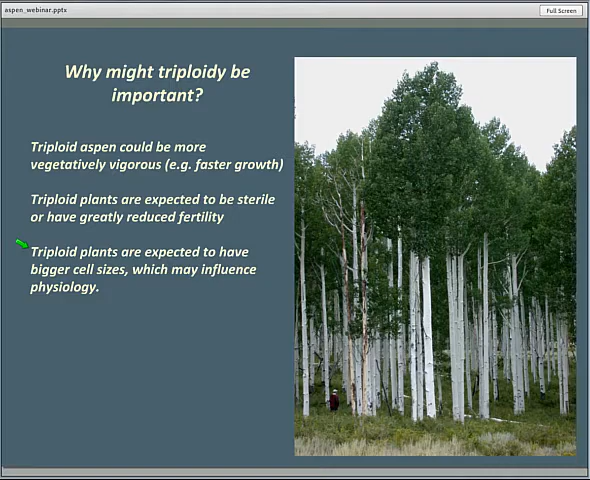 aspen_webinar.pptx
Full Screen
Why might triploidy be
important?
Triploid aspen could be more
vegetatively vigorous (e.g. faster growth)
Triploid plants are expected to be sterile
or have greatly reduced fertility
Triploid plants are expected to have
bigger cell sizes, which may influence
physiology.